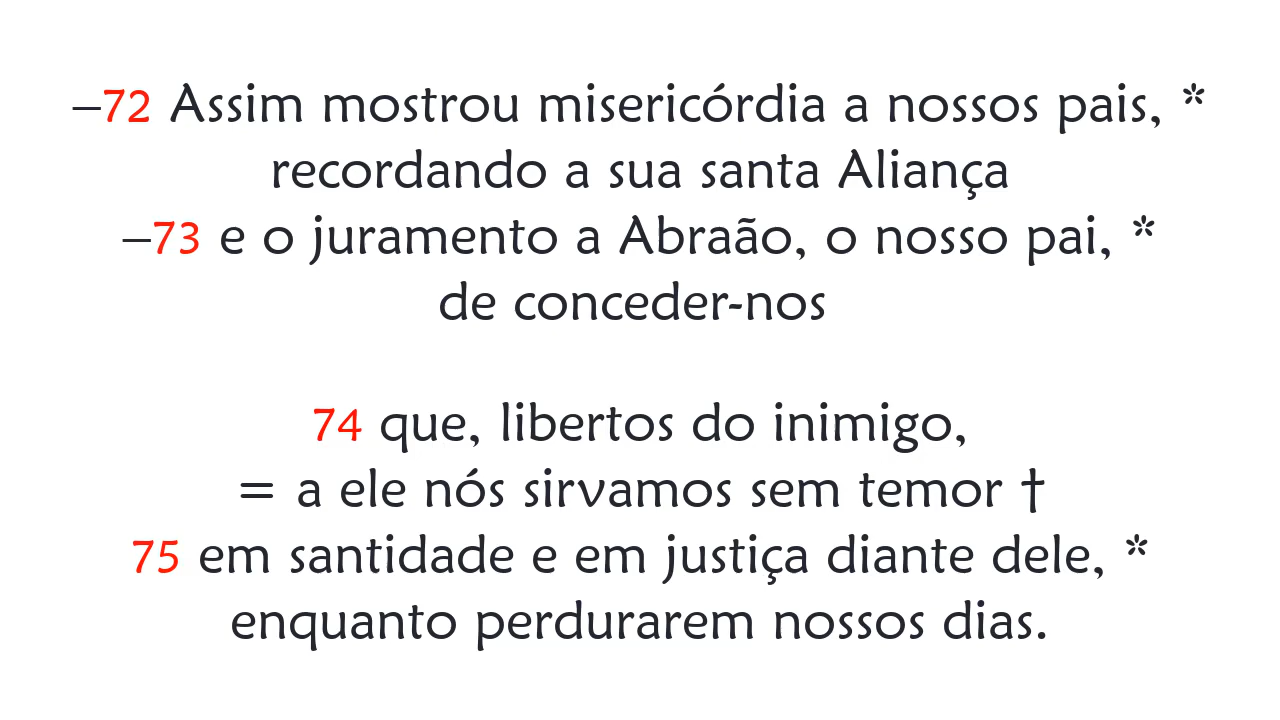 –72 Assim mostrou misericórdia a nossos pais, *
recordando a sua santa Aliança
–73 e o juramento a Abraão, o nosso pai, *
de conceder-nos
74 que, libertos do inimigo,
= a ele nós sirvamos sem temor †
75 em santidade e em justiça diante dele, *
enquanto perdurarem nossos dias.